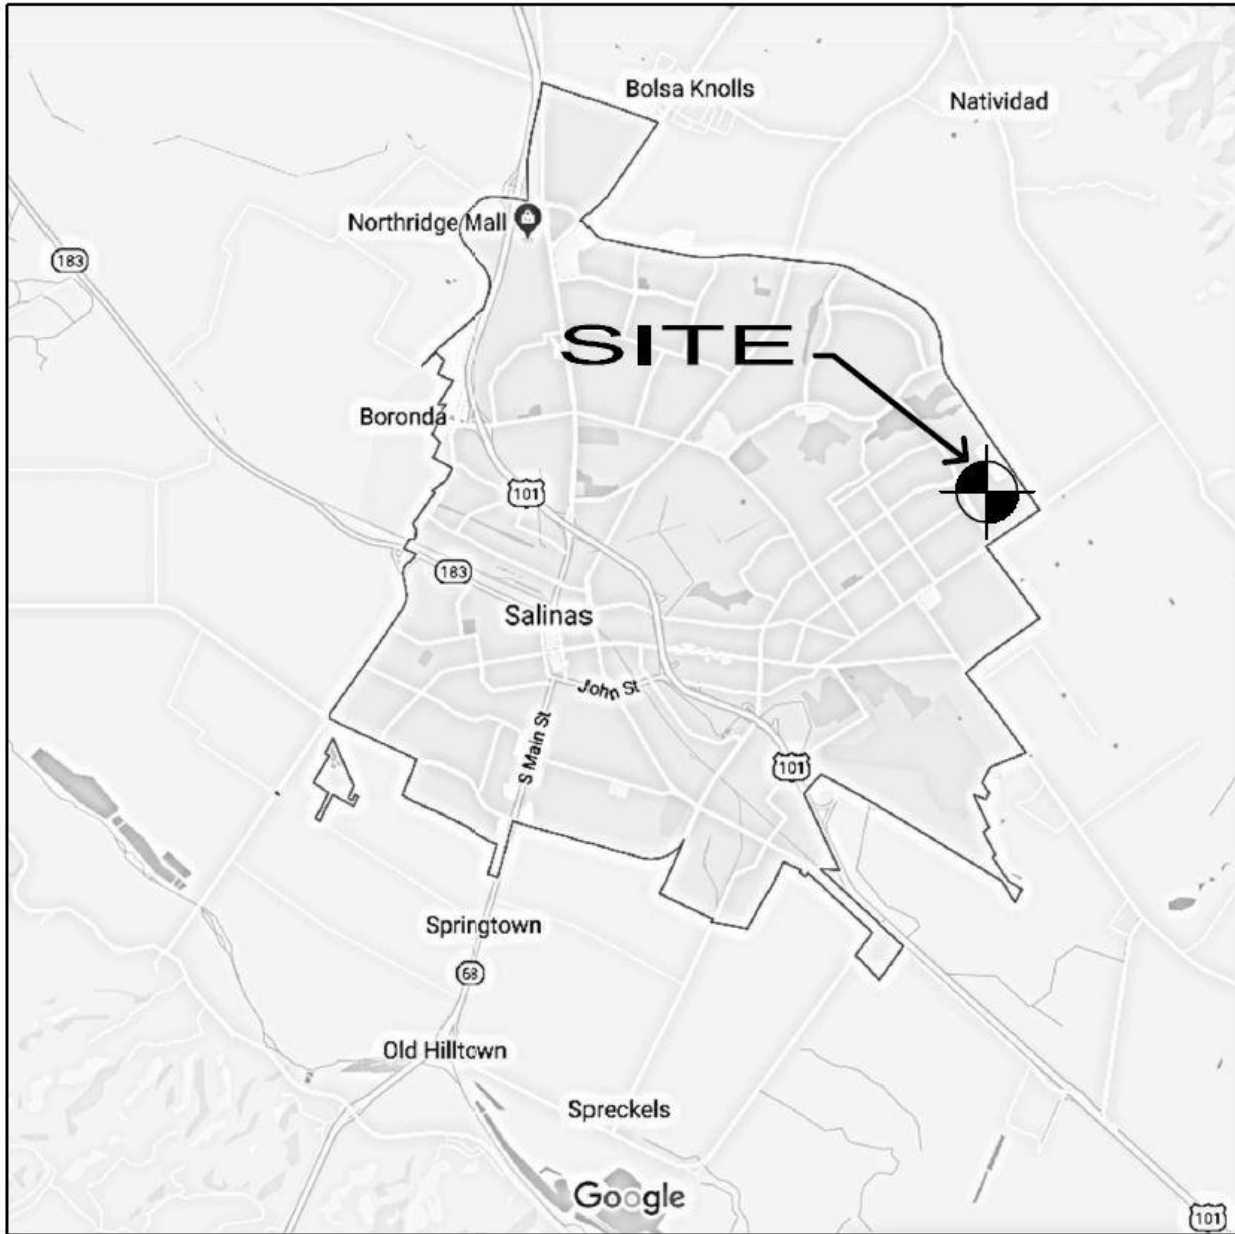 Bolsa Knolls
Natividad
Northridge Mall
183
SITE
Boronda
101
183
Salinas
John St
S Main St
101
Springtown
68
Old Hilltown
Spreckels
Google
101